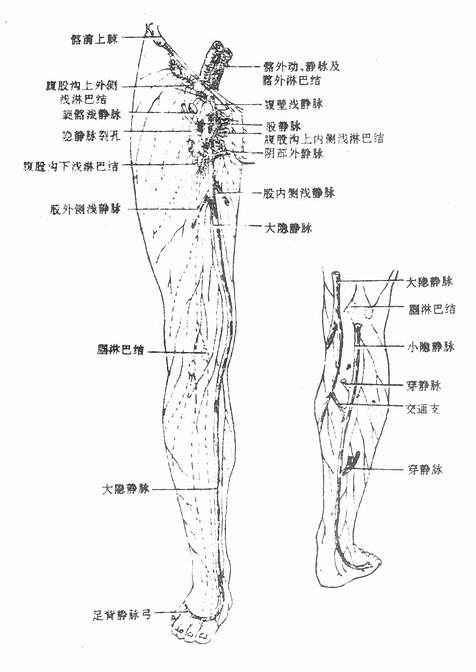 髂前上棘
腹股沟上外侧
浅淋巴结
旋髂浅静脉
隐静脉裂孔
腹股沟下浅淋巴结
股外侧浅静脉
腘淋巴结
大隐静脉
足背静脉弓
髂外动、静脉及
髂外淋巴结
腹壁浅静脉
股静脉
腹股沟上内侧浅淋巴结
阴部外静脉
股内侧浅静脉
大隐静脉
大隐静脉
腘淋巴结
小隐静脉
穿静脉
交通支
穿静脉